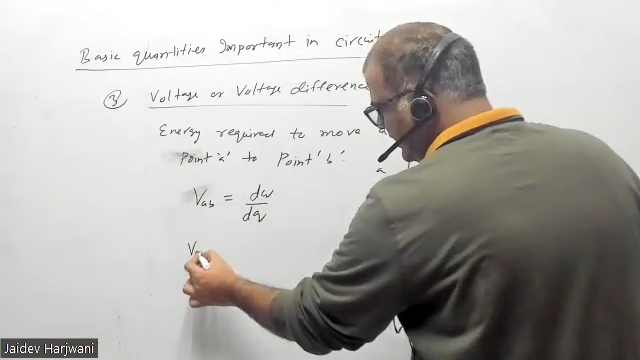 Basic quantities Important in circuit
③ Voltage or Voltage difference
Energy required to move a
Point 'a' to Point 'b'.
a
Vab = dw/dq
V
Jaidev Harjwani